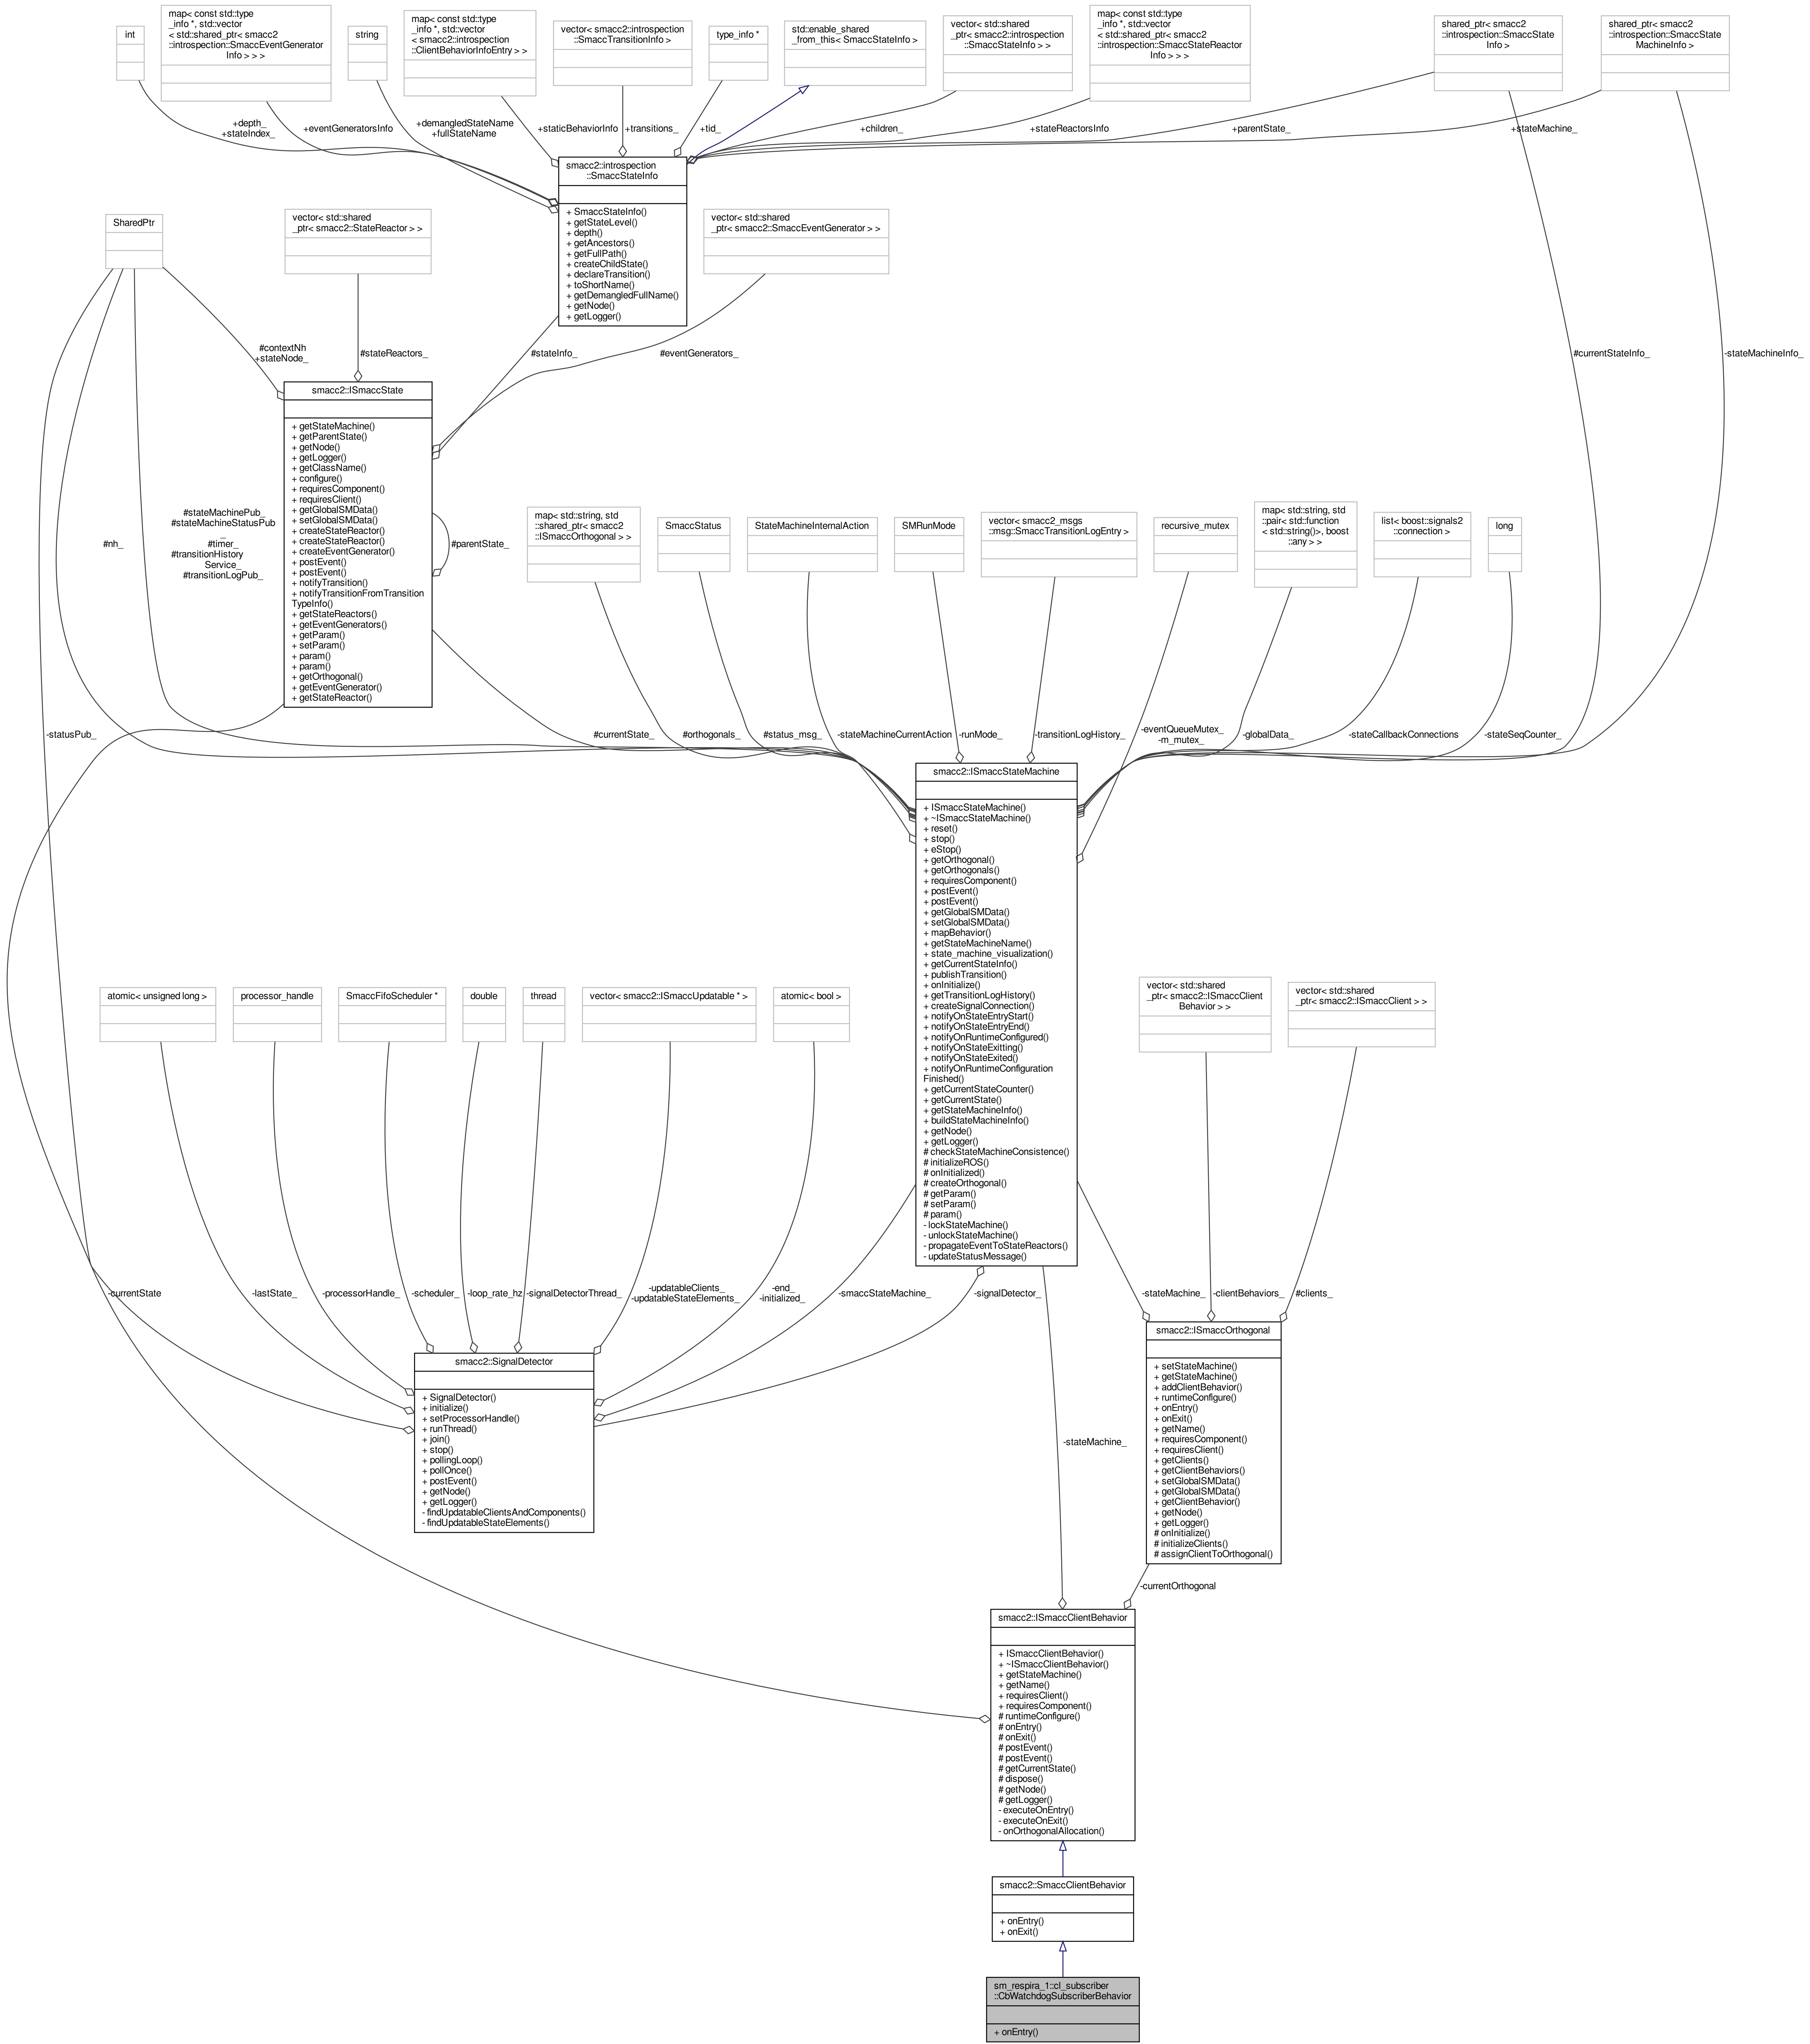 int
map< const std::type
_info *, std::vector
< std::shared_ptr< smacc2
::introspection::SmaccEventGenerator
Info > > >
string
map< const std::type
_info *, std::vector
< smacc2::introspection
::ClientBehaviorInfoEntry > >
vector< smacc2::introspection
::SmaccTransitionInfo >
type_info *
std::enable_shared
_from_this< SmaccStateInfo >
vector< std::shared
_ptr< smacc2::introspection
::SmaccStateInfo > >
map< const std::type
_info *, std::vector
< std::shared_ptr< smacc2
::introspection::SmaccStateReactor
Info > > >
shared_ptr< smacc2
::introspection::SmaccState
Info >
shared_ptr< smacc2
::introspection::SmaccState
MachineInfo >
+depth_
+stateIndex_
+eventGeneratorsInfo
+demangledStateName
+fullStateName
+staticBehaviorInfo
+transitions_
+tid_
+children_
+stateReactorsInfo
+parentState_
+stateMachine_
smacc2::introspection
::SmaccStateInfo
+ SmaccStateInfo()
+ getStateLevel()
+ depth()
+ getAncestors()
+ getFullPath()
+ createChildState()
+ declareTransition()
+ toShortName()
+ getDemangledFullName()
+ getNode()
+ getLogger()
SharedPtr
vector< std::shared
_ptr< smacc2::StateReactor > >
vector< std::shared
_ptr< smacc2::SmaccEventGenerator > >
#contextNh
+stateNode_
#stateReactors_
#stateInfo_
#eventGenerators_
#currentStateInfo_
-stateMachineInfo_
smacc2::ISmaccState
+ getStateMachine()
+ getParentState()
+ getNode()
+ getLogger()
+ getClassName()
+ configure()
+ requiresComponent()
+ requiresClient()
+ getGlobalSMData()
+ setGlobalSMData()
+ createStateReactor()
+ createStateReactor()
+ createEventGenerator()
+ postEvent()
+ postEvent()
+ notifyTransition()
+ notifyTransitionFromTransition
TypeInfo()
+ getStateReactors()
+ getEventGenerators()
+ getParam()
+ setParam()
+ param()
+ param()
+ getOrthogonal()
+ getEventGenerator()
+ getStateReactor()
#parentState_
#nh_
#stateMachinePub_
#stateMachineStatusPub
_
#timer_
#transitionHistory
Service_
#transitionLogPub_
map< std::string, std
::shared_ptr< smacc2
::ISmaccOrthogonal > >
SmaccStatus
StateMachineInternalAction
SMRunMode
vector< smacc2_msgs
::msg::SmaccTransitionLogEntry >
recursive_mutex
map< std::string, std
::pair< std::function
< std::string()>, boost
::any > >
list< boost::signals2
::connection >
long
-statusPub_
#currentState_
#orthogonals_
#status_msg_
-stateMachineCurrentAction
-runMode_
-transitionLogHistory_
-eventQueueMutex_
-m_mutex_
-globalData_
-stateCallbackConnections
-stateSeqCounter_
smacc2::ISmaccStateMachine
+ ISmaccStateMachine()
+ ~ISmaccStateMachine()
+ reset()
+ stop()
+ eStop()
+ getOrthogonal()
+ getOrthogonals()
+ requiresComponent()
+ postEvent()
+ postEvent()
+ getGlobalSMData()
+ setGlobalSMData()
+ mapBehavior()
+ getStateMachineName()
+ state_machine_visualization()
+ getCurrentStateInfo()
+ publishTransition()
+ onInitialize()
+ getTransitionLogHistory()
+ createSignalConnection()
+ notifyOnStateEntryStart()
+ notifyOnStateEntryEnd()
+ notifyOnRuntimeConfigured()
+ notifyOnStateExitting()
+ notifyOnStateExited()
+ notifyOnRuntimeConfiguration
Finished()
+ getCurrentStateCounter()
+ getCurrentState()
+ getStateMachineInfo()
+ buildStateMachineInfo()
+ getNode()
+ getLogger()
# checkStateMachineConsistence()
# initializeROS()
# onInitialized()
# createOrthogonal()
# getParam()
# setParam()
# param()
- lockStateMachine()
- unlockStateMachine()
- propagateEventToStateReactors()
- updateStatusMessage()
atomic< unsigned long >
processor_handle
SmaccFifoScheduler *
double
thread
vector< smacc2::ISmaccUpdatable * >
atomic< bool >
vector< std::shared
_ptr< smacc2::ISmaccClient
Behavior > >
vector< std::shared
_ptr< smacc2::ISmaccClient > >
-currentState
-lastState_
-processorHandle_
-scheduler_
-loop_rate_hz
-signalDetectorThread_
-updatableClients_
-updatableStateElements_
-end_
-initialized_
-smaccStateMachine_
-signalDetector_
-stateMachine_
-clientBehaviors_
#clients_
smacc2::SignalDetector
+ SignalDetector()
+ initialize()
+ setProcessorHandle()
+ runThread()
+ join()
+ stop()
+ pollingLoop()
+ pollOnce()
+ postEvent()
+ getNode()
+ getLogger()
- findUpdatableClientsAndComponents()
- findUpdatableStateElements()
smacc2::ISmaccOrthogonal
+ setStateMachine()
+ getStateMachine()
+ addClientBehavior()
+ runtimeConfigure()
+ onEntry()
+ onExit()
+ getName()
+ requiresComponent()
+ requiresClient()
+ getClients()
+ getClientBehaviors()
+ setGlobalSMData()
+ getGlobalSMData()
+ getClientBehavior()
+ getNode()
+ getLogger()
# onInitialize()
# initializeClients()
# assignClientToOrthogonal()
-stateMachine_
-currentOrthogonal
smacc2::ISmaccClientBehavior
+ ISmaccClientBehavior()
+ ~ISmaccClientBehavior()
+ getStateMachine()
+ getName()
+ requiresClient()
+ requiresComponent()
# runtimeConfigure()
# onEntry()
# onExit()
# postEvent()
# postEvent()
# getCurrentState()
# dispose()
# getNode()
# getLogger()
- executeOnEntry()
- executeOnExit()
- onOrthogonalAllocation()
smacc2::SmaccClientBehavior
+ onEntry()
+ onExit()
sm_respira_1::cl_subscriber
::CbWatchdogSubscriberBehavior
+ onEntry()